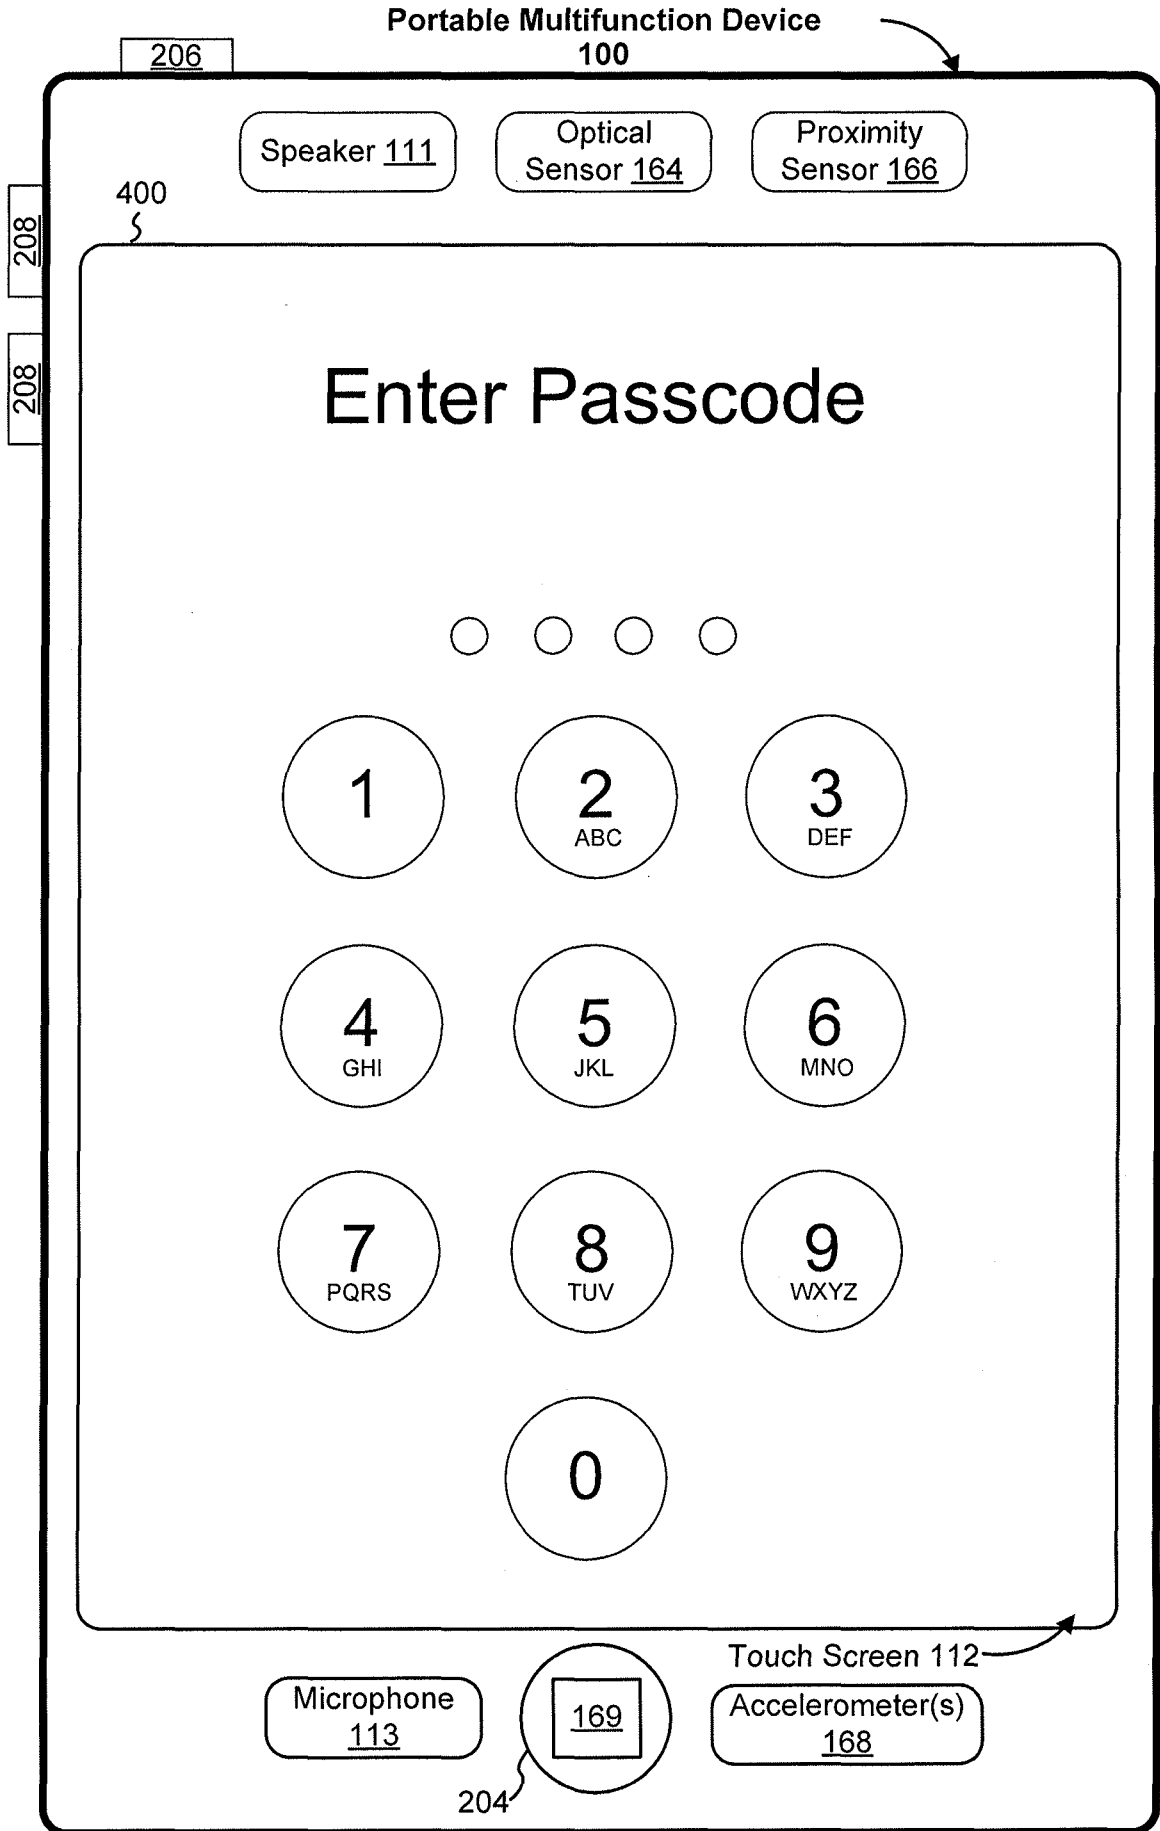 Portable Multifunction Device
100
206
Speaker 111
Optical
Sensor 164
Proximity
Sensor 166
400
208
208
Enter Passcode
1
2
ABC
3
DEF
4
GHI
5
JKL
6
MNO
7
PQRS
8
TUV
9
WXYZ
0
Touch Screen 112
Microphone
113
169
Accelerometer(s)
168
204